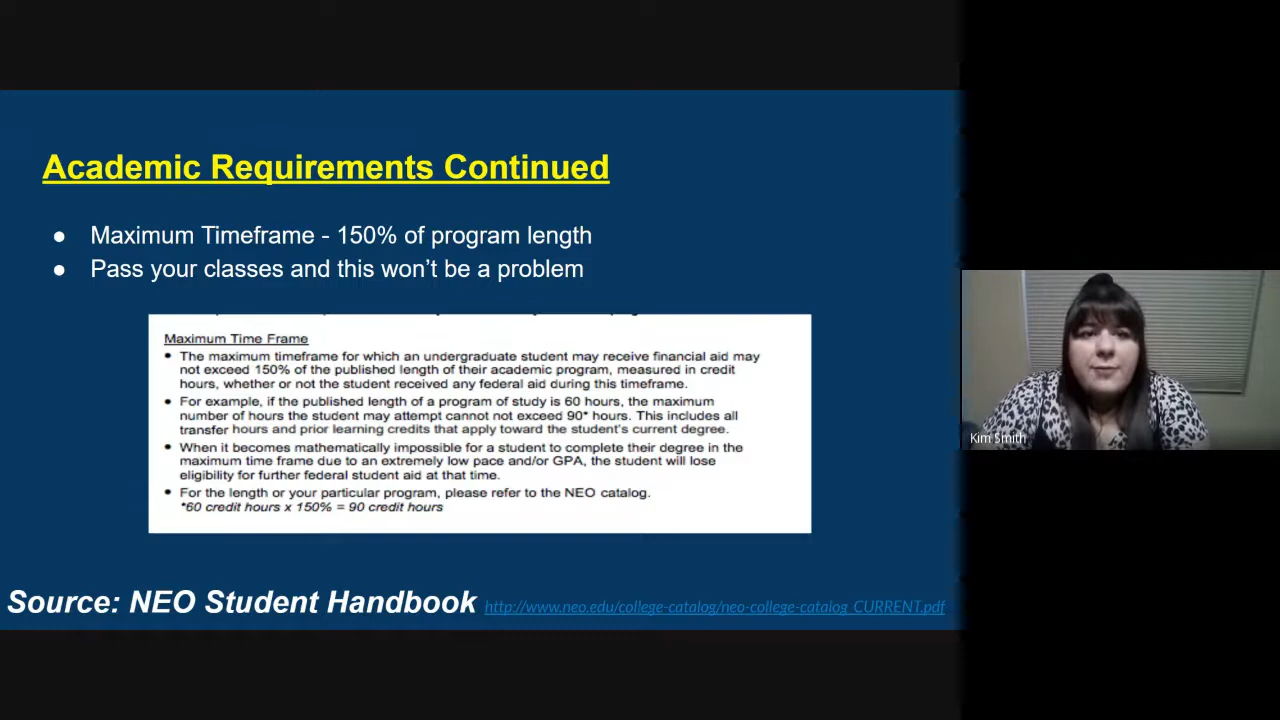 Academic Requirements Continued
● Maximum Timeframe - 150% of program length
● Pass your classes and this won't be a problem
Maximum Time Frame
• The maximum timeframe for which an undergraduate student may receive financial aid may
not exceed 150% of the published length of their academic program, measured in credit
hours, whether or not the student received any federal aid during this timeframe.
• For example, if the published length of a program of study is 60 hours, the maximum
number of hours the student may attempt cannot not exceed 90* hours. This includes all
transfer hours and prior learning credits that apply toward the student's current degree.
• When it becomes mathematically impossible for a student to complete their degree in the
maximum time frame due to an extremely low pace and/or GPA, the student will lose
eligibility for further federal student aid at that time.
• For the length or your particular program, please refer to the NEO catalog.
*60 credit hours x 150% = 90 credit hours
Kim Smith
Source: NEO Student Handbook http://www.neo.edu/college-catalog/neo-college-catalog_CURRENT.pdf